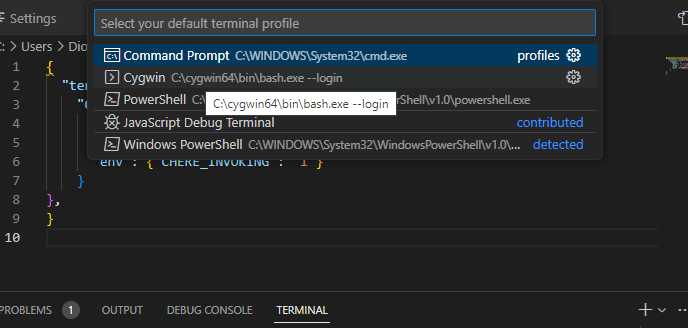 Settings
Select your default terminal profile
C: > Users > Dio
Command Prompt C:\WINDOWS\System32\cmd.exe profiles
Cygwin C:\cygwin64\bin\bash.exe --login
PowerShell \v1.0\powershell.exe
C:\cygwin64\bin\bash.exe --login
JavaScript Debug Terminal contributed
Windows PowerShell C:\WINDOWS\System32\WindowsPowerShell\v1.0\... detected
1 {
2 "ter
3 "
4
5
6 "env": {"CHERE_INVOKING": "1"}
7 }
8 },
9 }
10
PROBLEMS 1 OUTPUT DEBUG CONSOLE TERMINAL